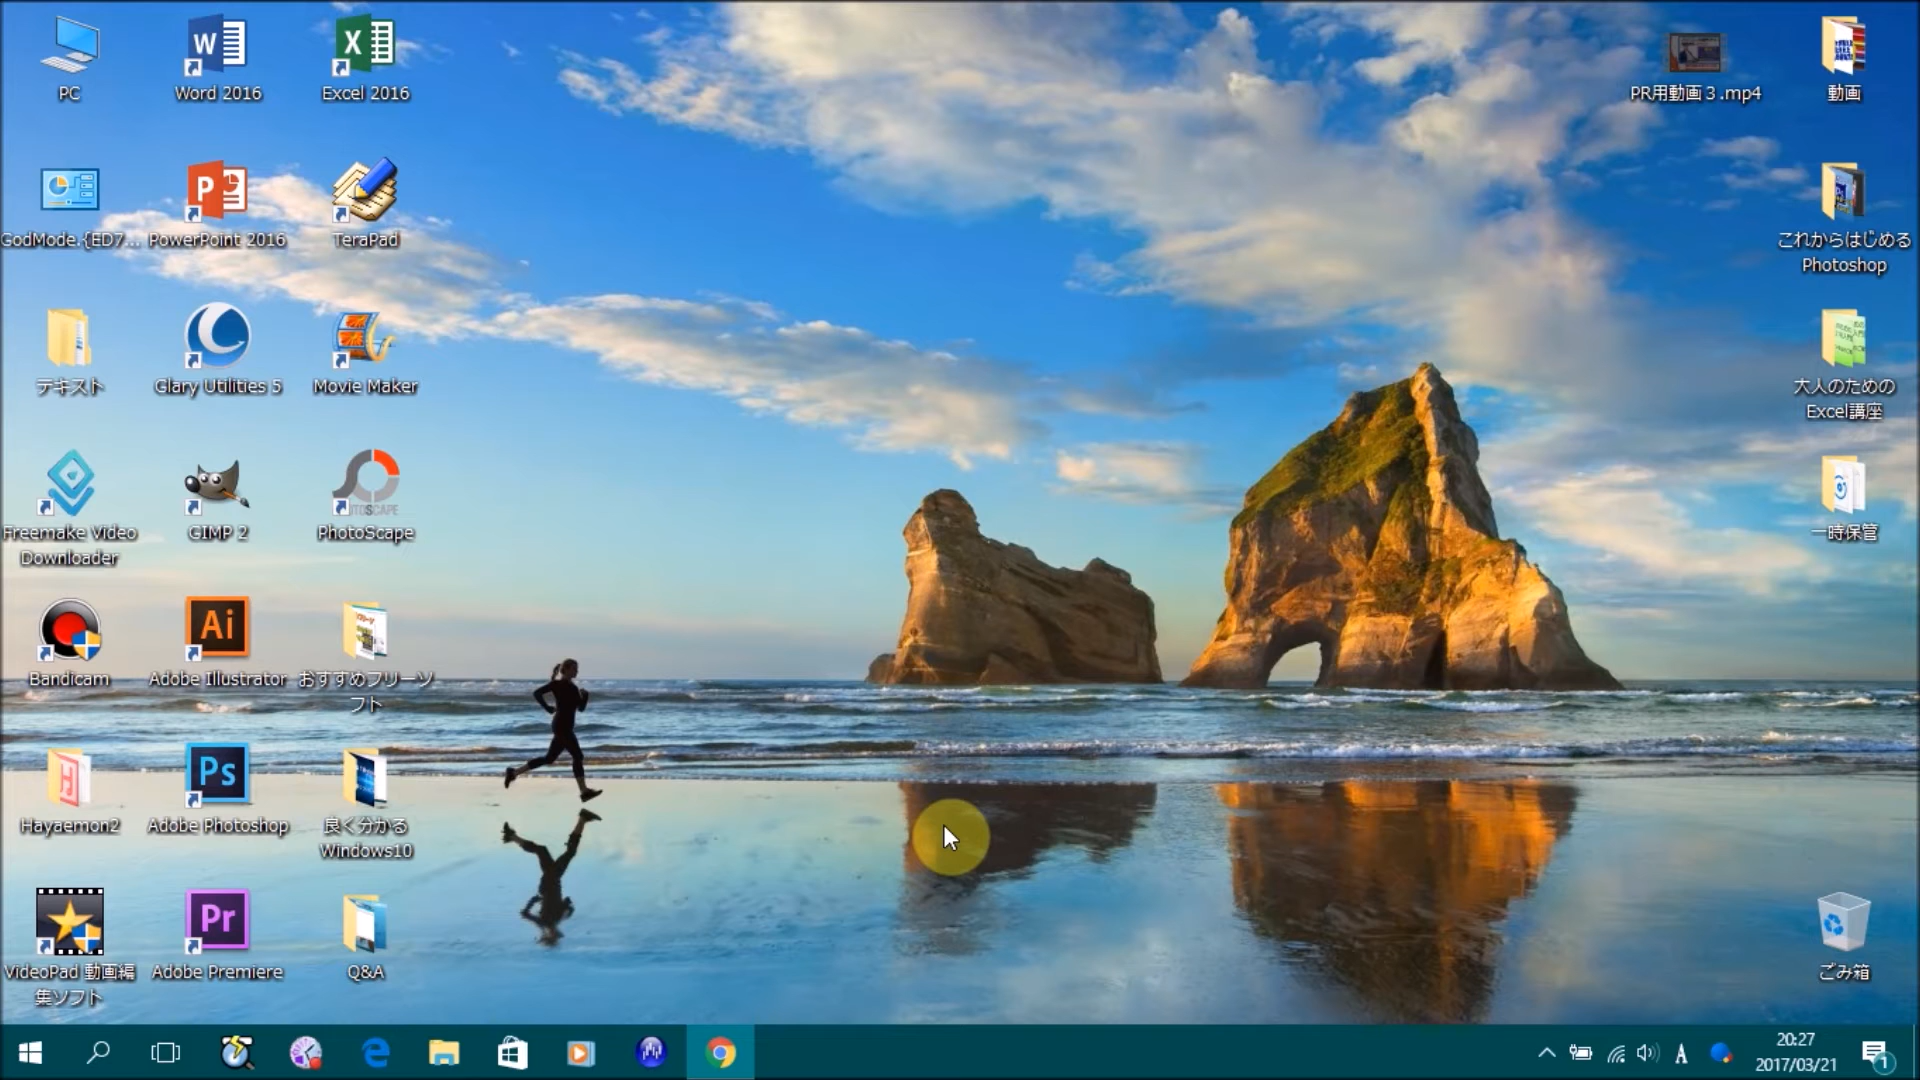 PC
Word 2016
Excel 2016
PR用動画３.mp4
動画
GodMode.{ED7...
PowerPoint 2016
TeraPad
これからはじめる
Photoshop
テキスト
Glary Utilities 5
Movie Maker
大人のための
Excel講座
Freemake Video
Downloader
GIMP 2
PhotoScape
一時保管
Ai
Bandicam
Adobe Illustrator
おすすめフリーソ
フト
Ps
Hayaemon2
Adobe Photoshop
良く分かる
Windows10
Pr
VideoPad 動画編
集ソフト
Adobe Premiere
Q&A
ごみ箱
A
20:27
2017/03/21
1